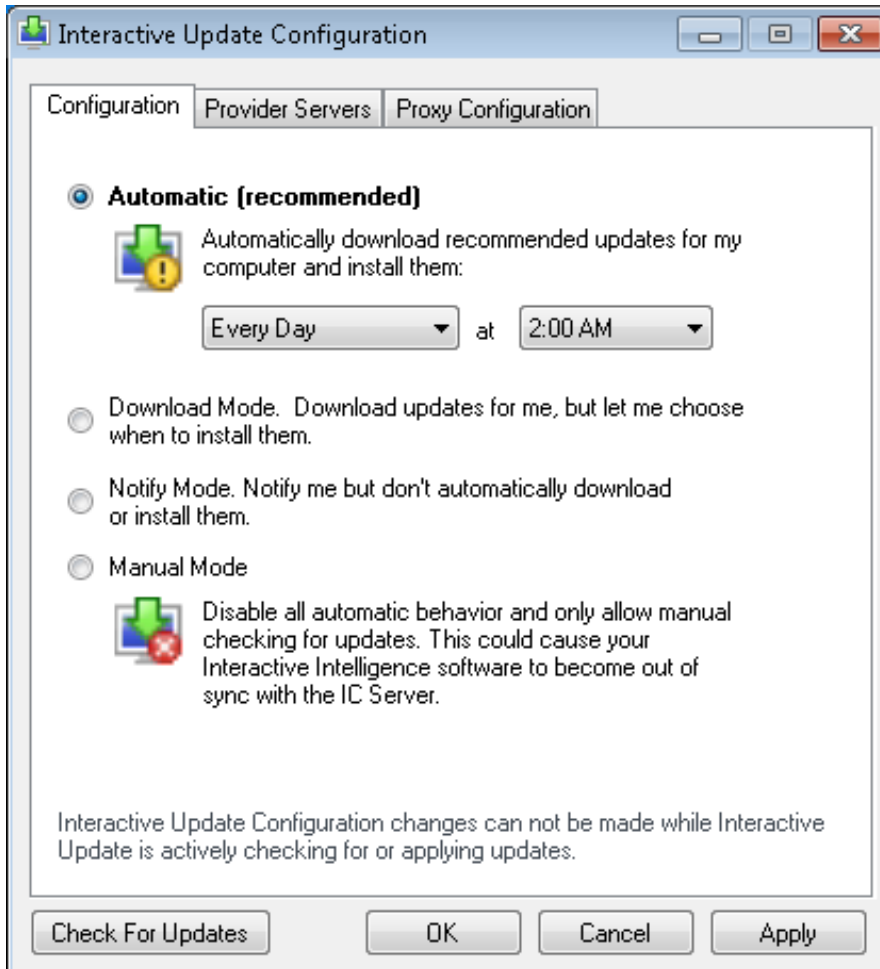 Interactive Update Configuration
Configuration Provider Servers Proxy Configuration
Automatic (recommended)
Automatically download recommended updates for my
computer and install them:
Every Day at 2:00 AM
Download Mode.  Download updates for me, but let me choose
when to install them.
Notify Mode. Notify me but don't automatically download
or install them.
Manual Mode
Disable all automatic behavior and only allow manual
checking for updates. This could cause your
Interactive Intelligence software to become out of
sync with the IC Server.
Interactive Update Configuration changes can not be made while Interactive
Update is actively checking for or applying updates.
Check For Updates OK Cancel Apply